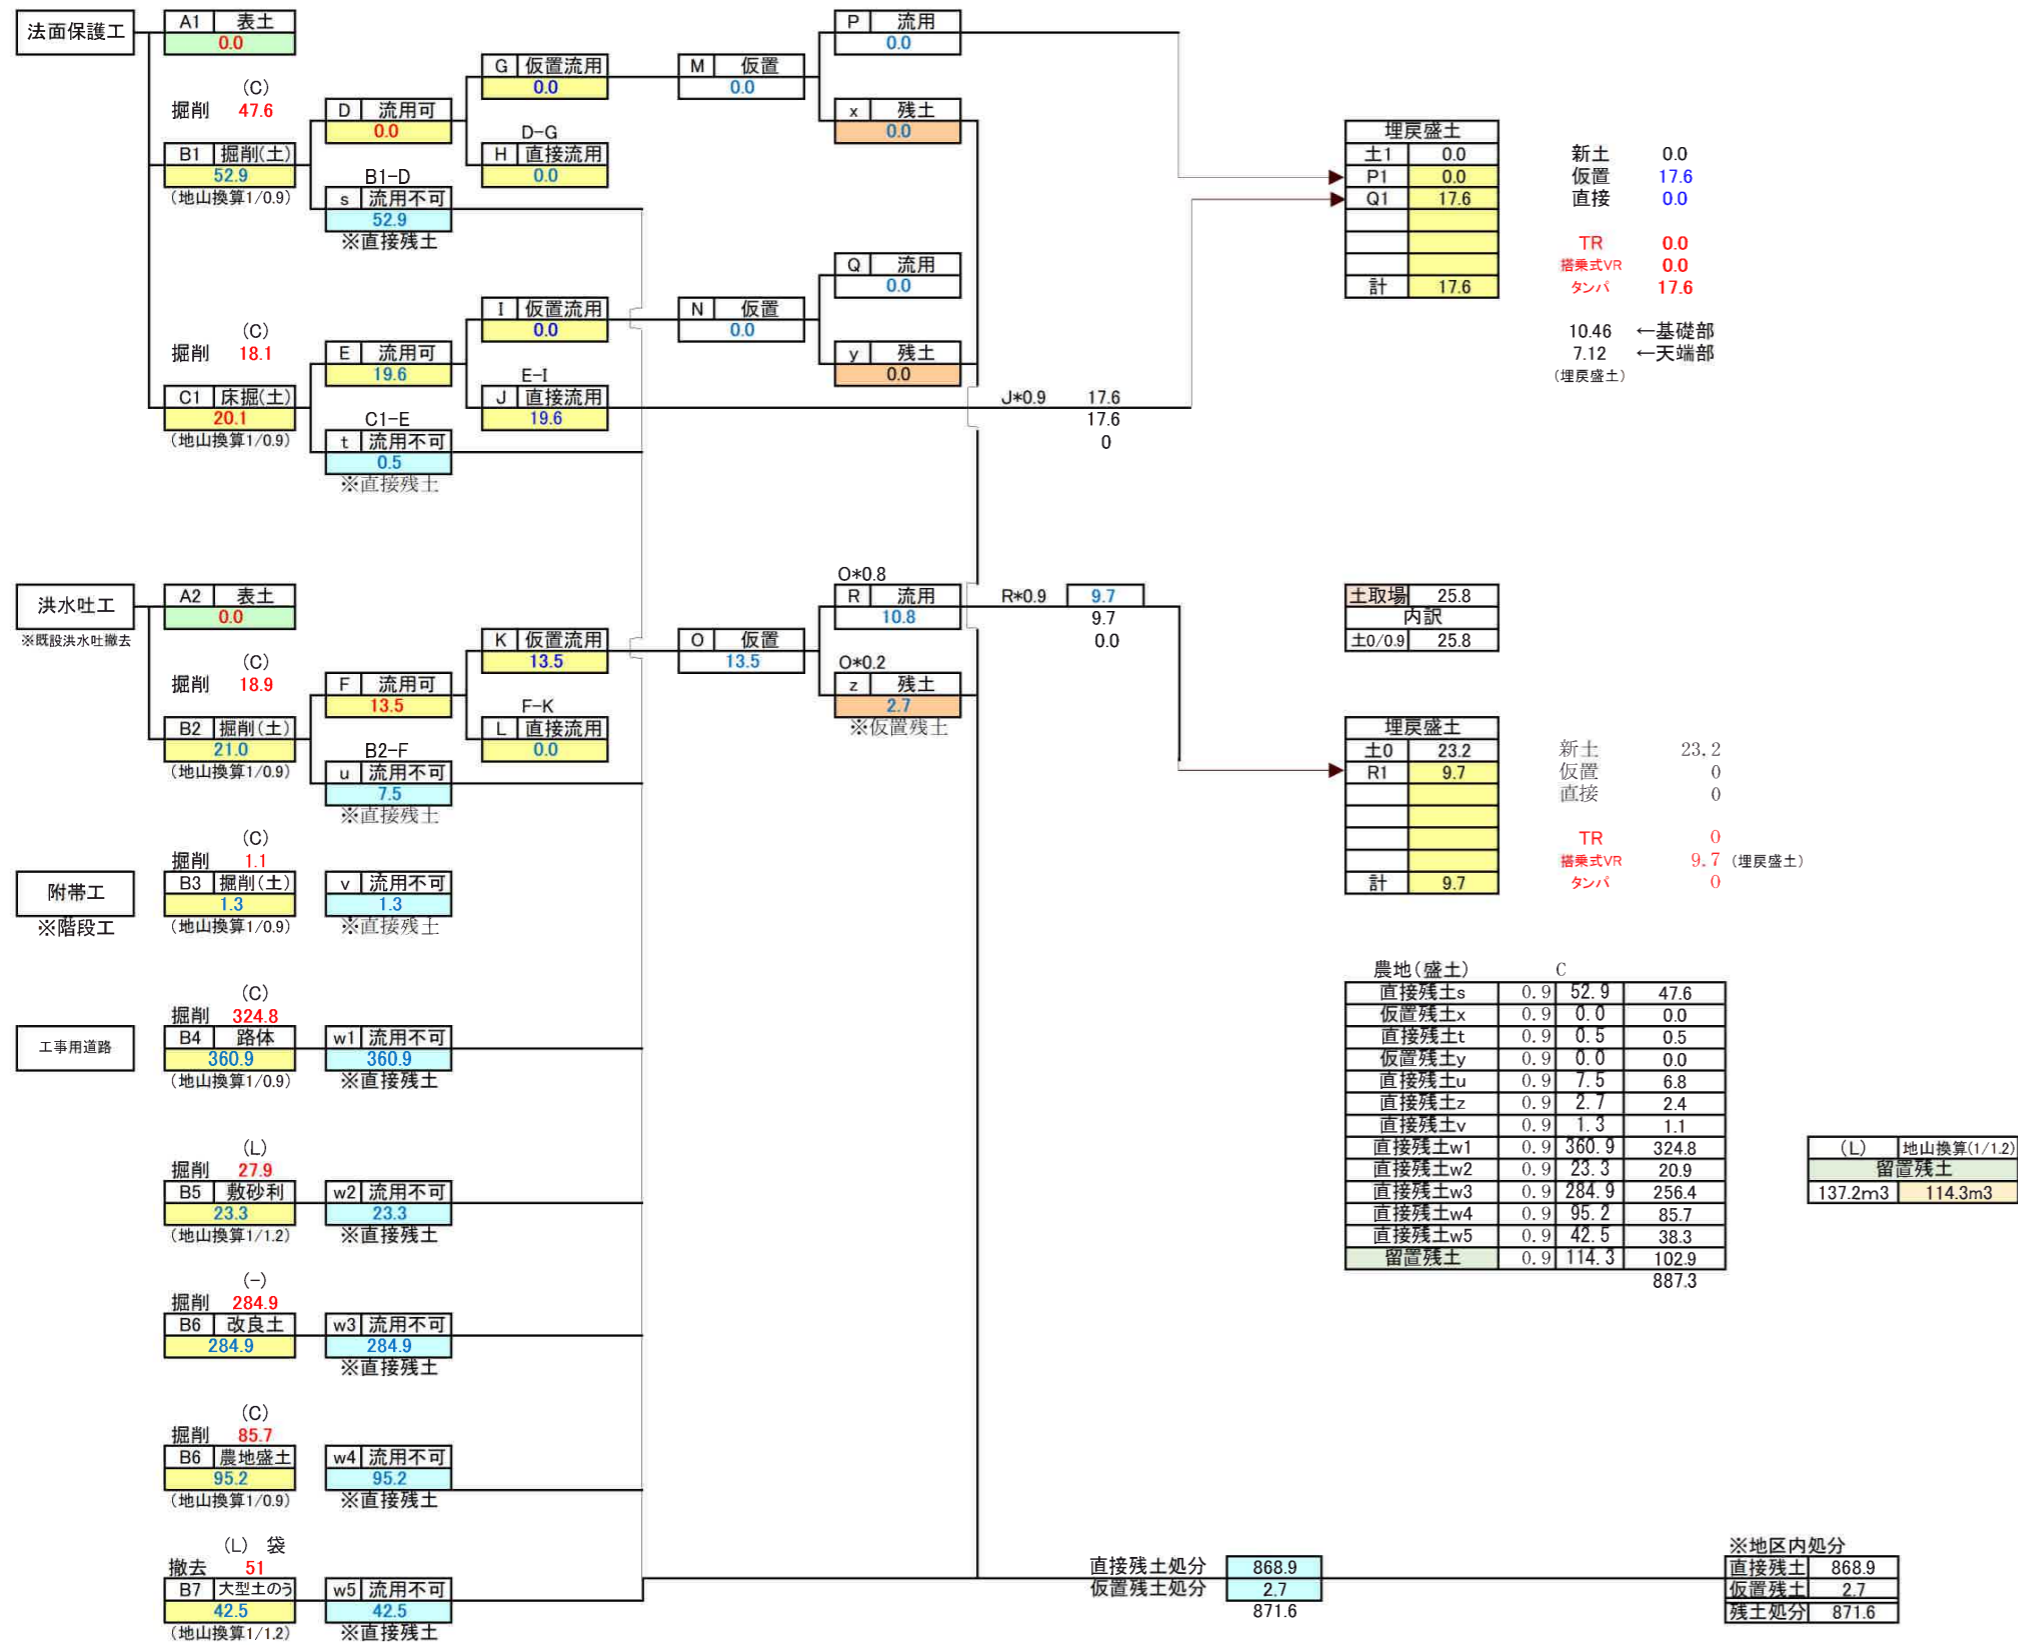 法面保護工
A1 表土
0.0
(C)
掘削 47.6
B1 掘削(土)
52.9
(地山換算1/0.9)
D 流用可
0.0
B1-D
s 流用不可
52.9
※直接残土
G 仮置流用
0.0
D-G
H 直接流用
0.0
M 仮置
0.0
P 流用
0.0
x 残土
0.0
(C)
掘削 18.1
C1 床掘(土)
20.1
(地山換算1/0.9)
E 流用可
19.6
C1-E
t 流用不可
0.5
※直接残土
I 仮置流用
0.0
E-I
J 直接流用
19.6
N 仮置
0.0
Q 流用
0.0
y 残土
0.0
J*0.9 17.6
17.6
0
埋戻盛土
土1 0.0
P1 0.0
Q1 17.6
計 17.6
新土 0.0
仮置 17.6
直接 0.0
TR 0.0
搭乗式VR 0.0
タンパ 17.6
10.46 ←基礎部
7.12 ←天端部
(埋戻盛土)
洪水吐工
※既設洪水吐撤去
A2 表土
0.0
(C)
掘削 18.9
B2 掘削(土)
21.0
(地山換算1/0.9)
F 流用可
13.5
B2-F
u 流用不可
7.5
※直接残土
K 仮置流用
13.5
F-K
L 直接流用
0.0
O 仮置
13.5
O*0.8
R 流用
10.8
O*0.2
z 残土
2.7
※仮置残土
R*0.9 9.7
9.7
0.0
土取場 25.8
内訳
土0/0.9 25.8
埋戻盛土
土0 23.2
R1 9.7
計 9.7
新土 23.2
仮置 0
直接 0
TR 0
搭乗式VR 9.7 (埋戻盛土)
タンパ 0
附帯工
※階段工
(C)
掘削 1.1
B3 掘削(土)
1.3
(地山換算1/0.9)
v 流用不可
1.3
※直接残土
工事用道路
(C)
掘削 324.8
B4 路体
360.9
(地山換算1/0.9)
w1 流用不可
360.9
※直接残土
(L)
掘削 27.9
B5 敷砂利
23.3
(地山換算1/1.2)
w2 流用不可
23.3
※直接残土
(-)
掘削 284.9
B6 改良土
284.9
w3 流用不可
284.9
※直接残土
(C)
掘削 85.7
B6 農地盛土
95.2
(地山換算1/0.9)
w4 流用不可
95.2
※直接残土
(L) 袋
撤去 51
B7 大型土のう
42.5
(地山換算1/1.2)
w5 流用不可
42.5
※直接残土
農地(盛土) C
直接残土s 0.9 52.9 47.6
仮置残土x 0.9 0.0 0.0
直接残土t 0.9 0.5 0.5
仮置残土y 0.9 0.0 0.0
直接残土u 0.9 7.5 6.8
直接残土z 0.9 2.7 2.4
直接残土v 0.9 1.3 1.1
直接残土w1 0.9 360.9 324.8
直接残土w2 0.9 23.3 20.9
直接残土w3 0.9 284.9 256.4
直接残土w4 0.9 95.2 85.7
直接残土w5 0.9 42.5 38.3
留置残土 0.9 114.3 102.9
887.3
(L) 地山換算(1/1.2)
留置残土
137.2m3 114.3m3
直接残土処分 868.9
仮置残土処分 2.7
871.6
※地区内処分
直接残土 868.9
仮置残土 2.7
残土処分 871.6